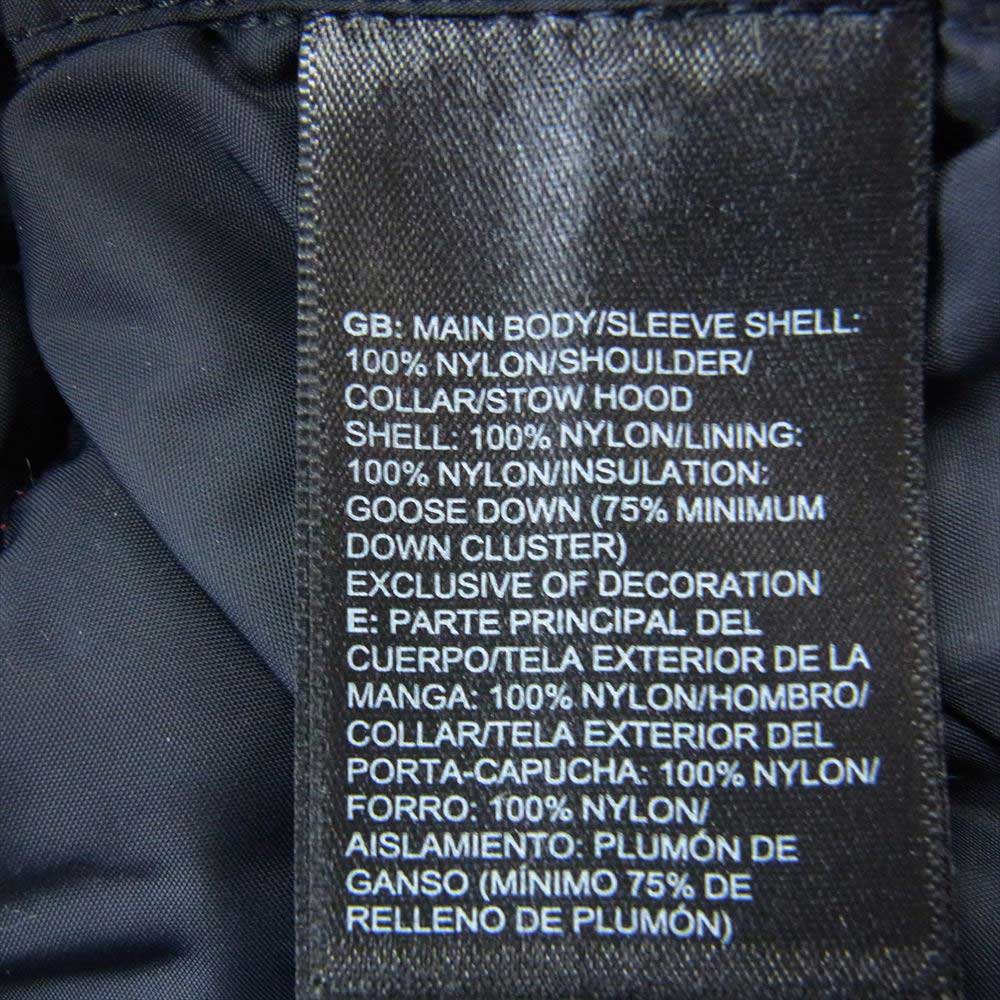 GB: MAIN BODY/SLEEVE SHELL:
100% NYLON/SHOULDER/
COLLAR/STOW HOOD
SHELL: 100% NYLON/LINING:
100% NYLON/INSULATION:
GOOSE DOWN (75% MINIMUM
DOWN CLUSTER)
EXCLUSIVE OF DECORATION
E: PARTE PRINCIPAL DEL
CUERPO/TELA EXTERIOR DE LA
MANGA: 100% NYLON/HOMBRO/
COLLAR/TELA EXTERIOR DEL
PORTA-CAPUCHA: 100% NYLON/
FORRO: 100% NYLON/
AISLAMIENTO: PLUMÓN DE
GANSO (MÍNIMO 75% DE
RELLENO DE PLUMÓN)